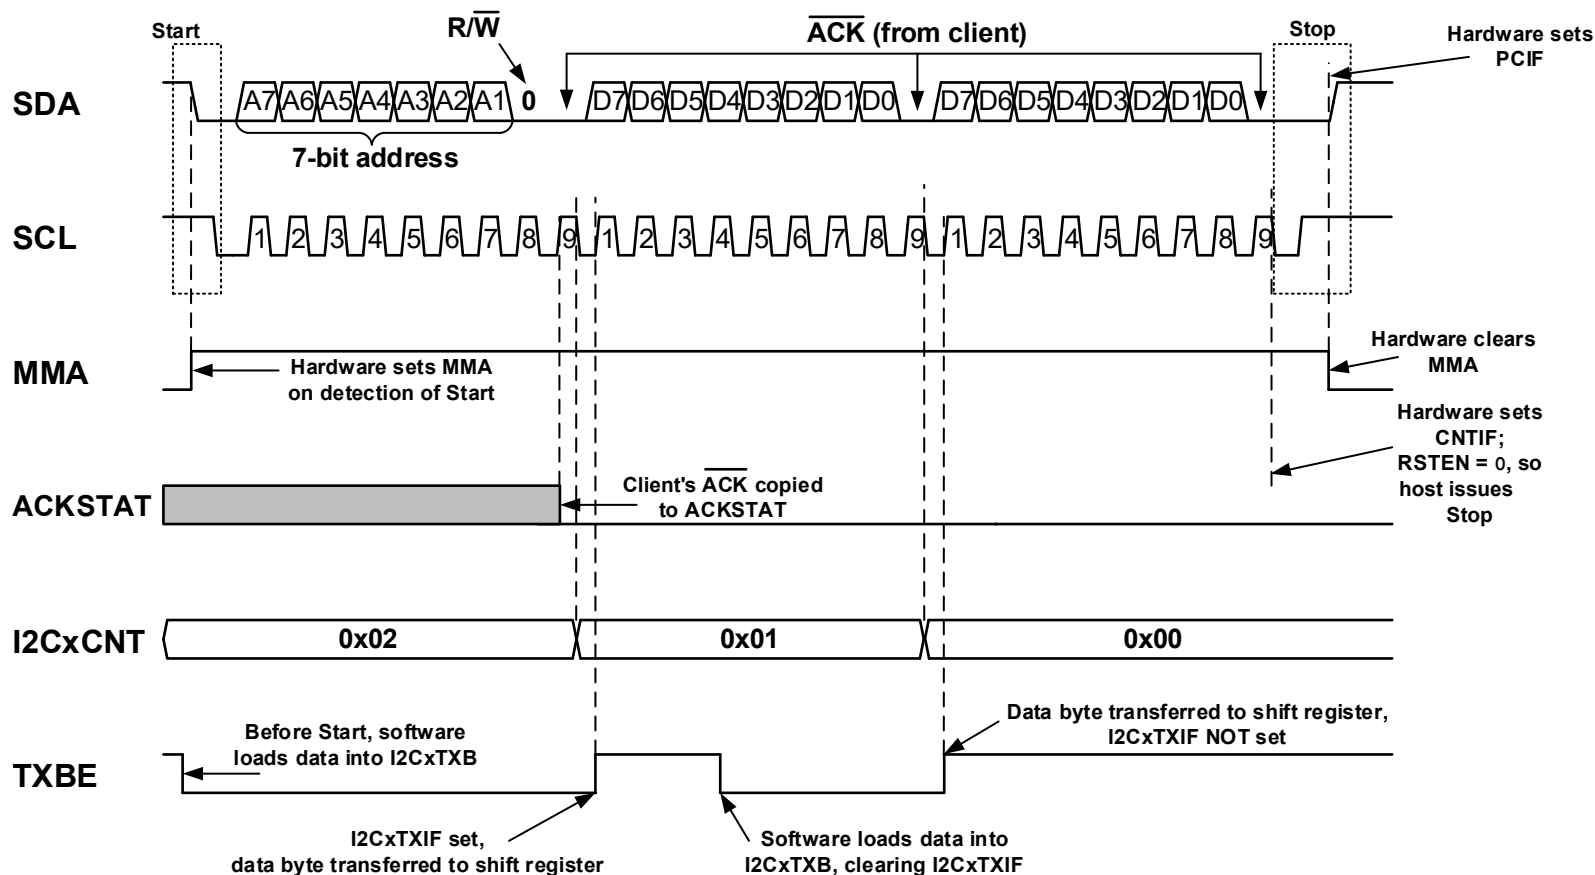 Start
R/W
ACK (from client)
Stop
Hardware sets
PCIF
SDA
A7 A6 A5 A4 A3 A2 A1 0 D7 D6 D5 D4 D3 D2 D1 D0 D7 D6 D5 D4 D3 D2 D1 D0
7-bit address
SCL
1 2 3 4 5 6 7 8 9 1 2 3 4 5 6 7 8 9 1 2 3 4 5 6 7 8 9
MMA
Hardware sets MMA
on detection of Start
Hardware clears
MMA
Hardware sets
CNTIF;
RSTEN = 0, so
host issues
Stop
ACKSTAT
Client's ACK copied
to ACKSTAT
I2CxCNT
0x02 0x01 0x00
TXBE
Before Start, software
loads data into I2CxTXB
Data byte transferred to shift register,
I2CxTXIF NOT set
I2CxTXIF set,
data byte transferred to shift register
Software loads data into
I2CxTXB, clearing I2CxTXIF